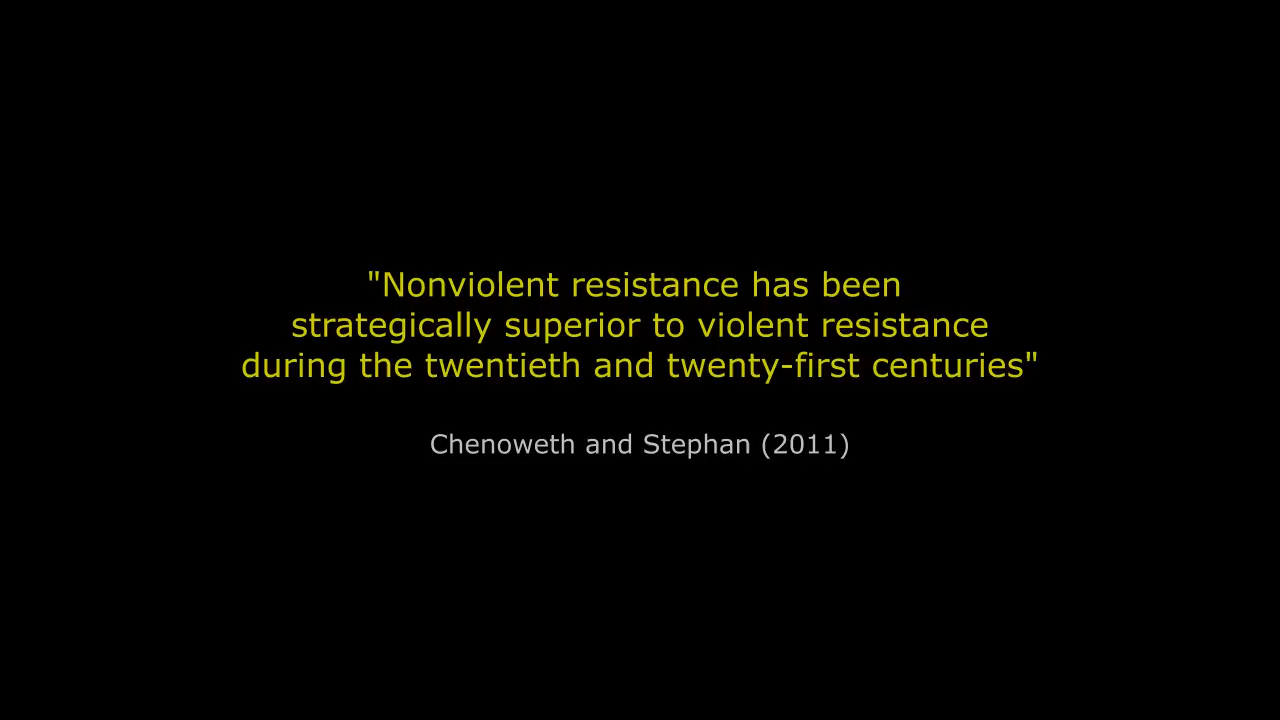 "Nonviolent resistance has been
strategically superior to violent resistance
during the twentieth and twenty-first centuries"
Chenoweth and Stephan (2011)